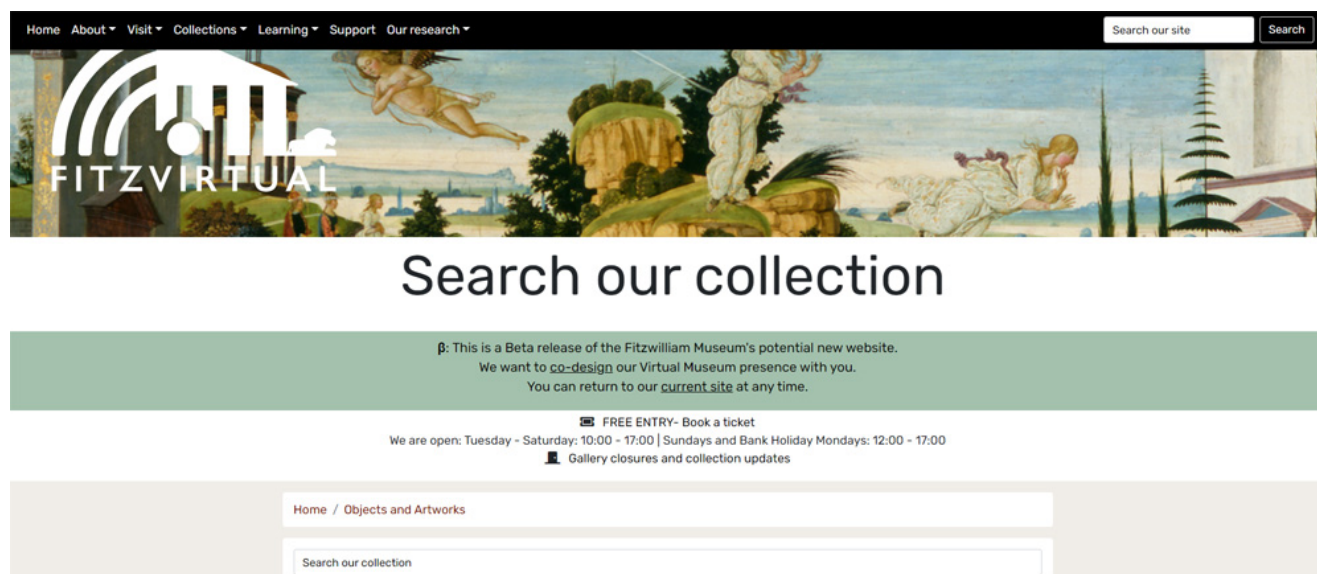 Home About Visit Collections Learning Support Our research Search our site Search
FITZVIRTUAL
Search our collection
β: This is a Beta release of the Fitzwilliam Museum's potential new website.
We want to co-design our Virtual Museum presence with you.
You can return to our current site at any time.
FREE ENTRY- Book a ticket
We are open: Tuesday - Saturday: 10:00 - 17:00 | Sundays and Bank Holiday Mondays: 12:00 - 17:00
Gallery closures and collection updates
Home / Objects and Artworks
Search our collection